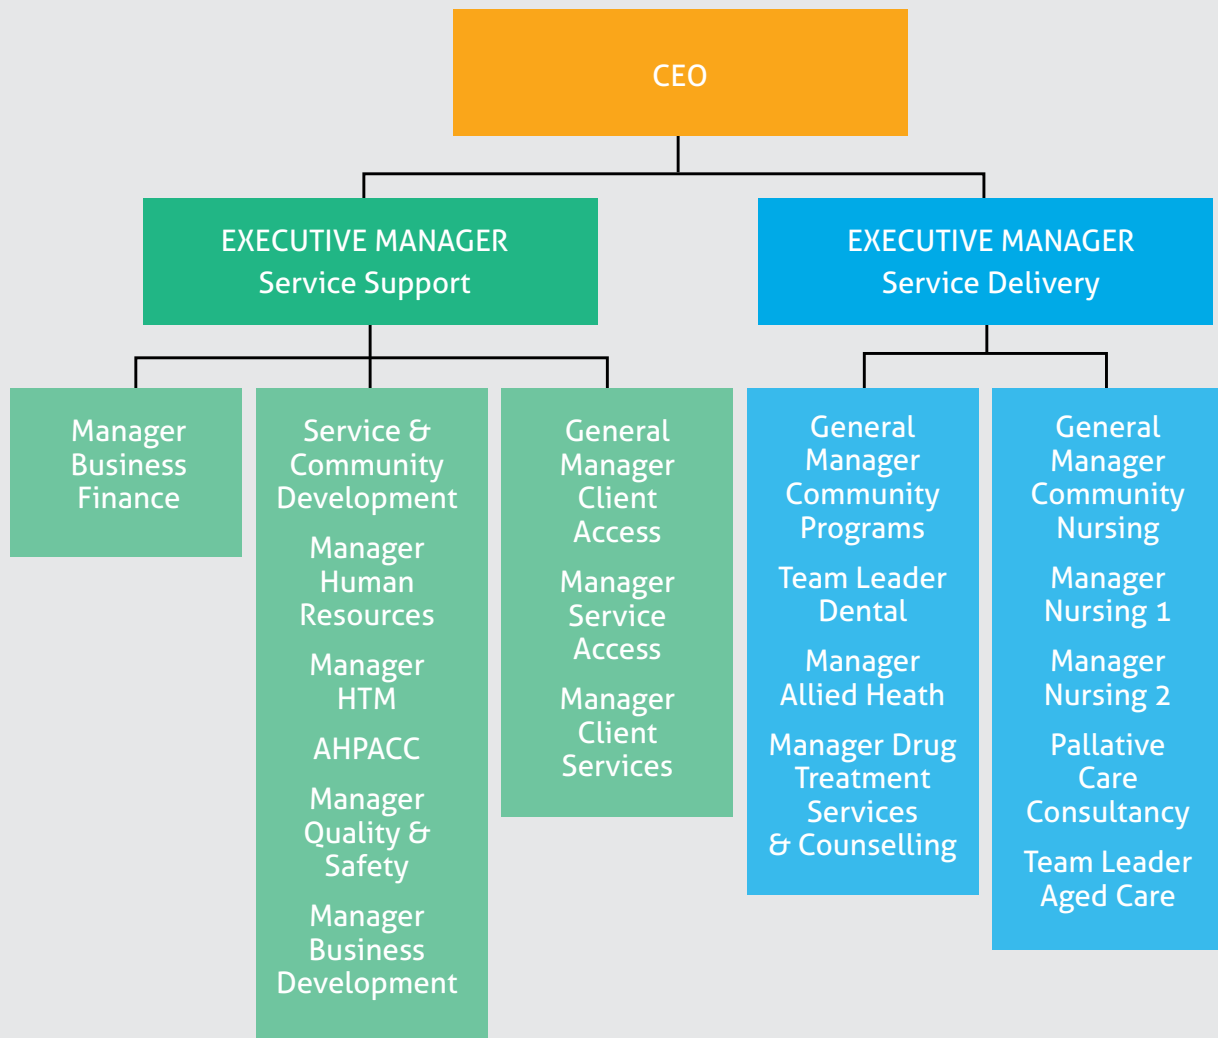 CEO
EXECUTIVE MANAGER
Service Support
EXECUTIVE MANAGER
Service Delivery
Manager
Business
Finance
Service &
Community
Development
Manager
Human
Resources
Manager
HTM
AHPACC
Manager
Quality &
Safety
Manager
Business
Development
General
Manager
Client
Access
Manager
Service
Access
Manager
Client
Services
General
Manager
Community
Programs
Team Leader
Dental
Manager
Allied Heath
Manager Drug
Treatment
Services
& Counselling
General
Manager
Community
Nursing
Manager
Nursing 1
Manager
Nursing 2
Pallative
Care
Consultancy
Team Leader
Aged Care